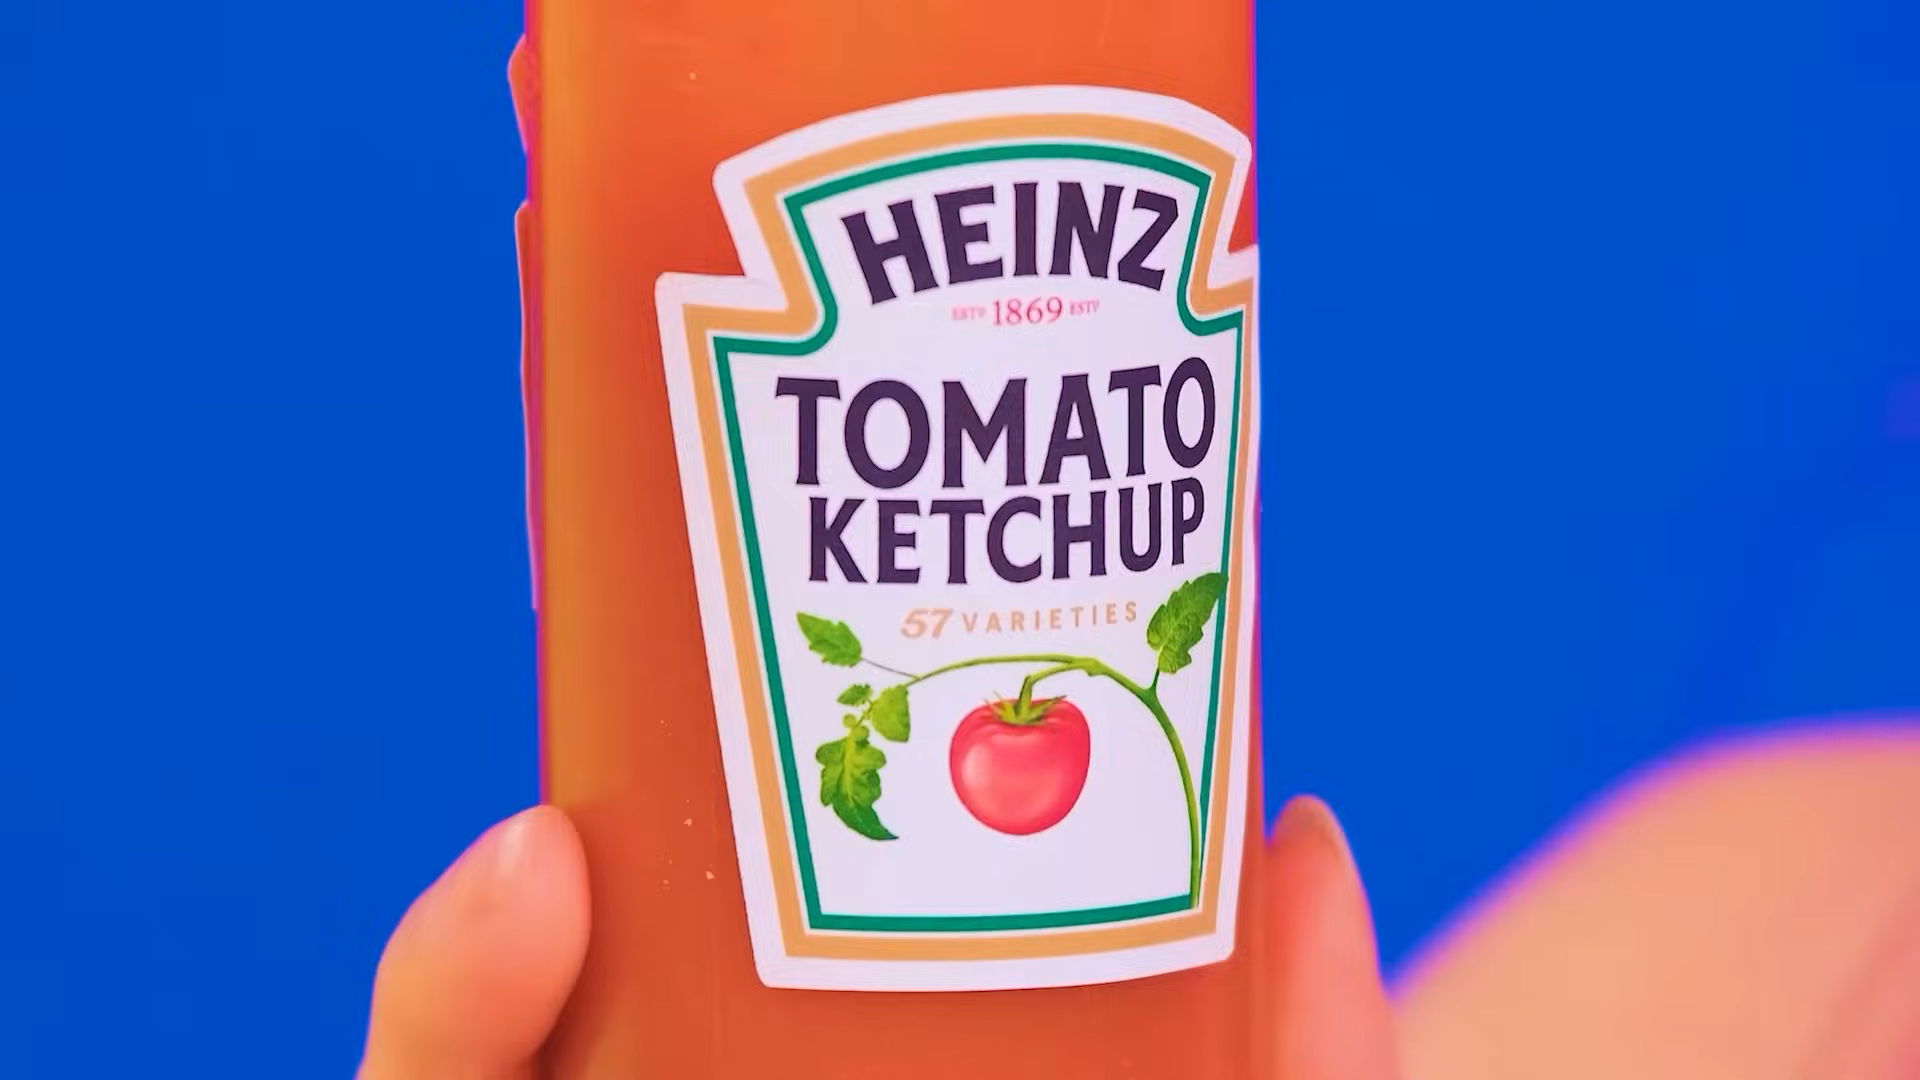 HEINZ
ESTD 1869 ESTD
TOMATO
KETCHUP
57 VARIETIES